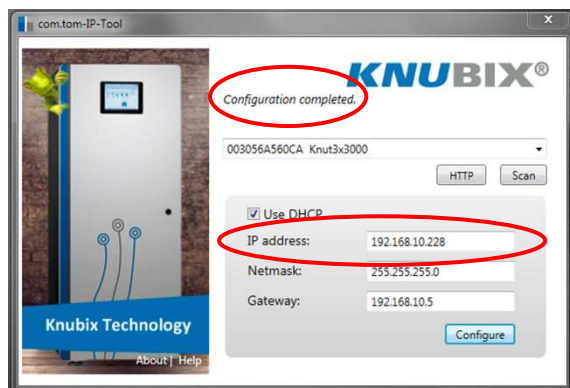 com.tom-IP-Tool
KNUBIX®
Configuration completed.
003056A560CA Knut3x3000
HTTP Scan
Use DHCP
IP address: 192.168.10.228
Netmask: 255.255.255.0
Gateway: 192.168.10.5
Configure
Knubix Technology
About | Help